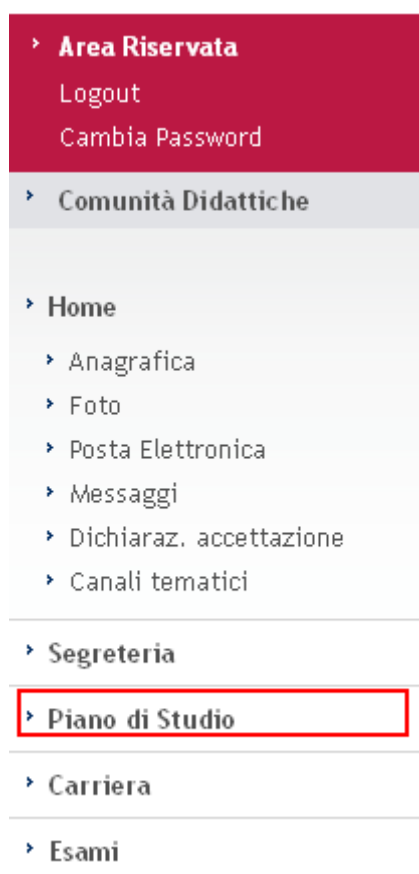 Area Riservata
Logout
Cambia Password
Comunità Didattiche
Home
Anagrafica
Foto
Posta Elettronica
Messaggi
Dichiaraz. accettazione
Canali tematici
Segreteria
Piano di Studio
Carriera
Esami